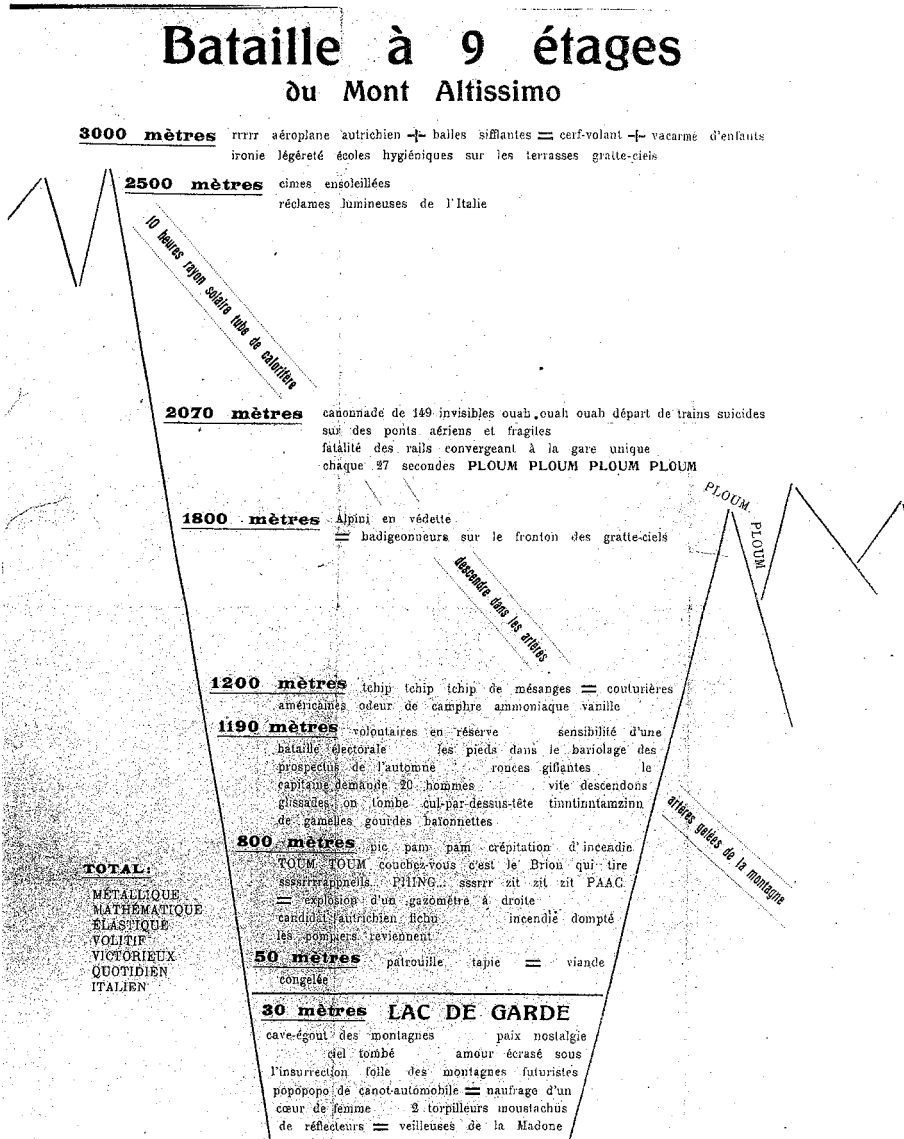 Bataille à 9 étages
du Mont Altissimo
3000 mètres rrrr aéroplane autrichien + balles sifflantes = cerf-volant + vacarme d'enfants
ironie légéreté écoles hygiéniques sur les terrasses gratte-ciels
2500 mètres cimes ensoleillées
réclames lumineuses de l'Italie
10 heures rayon solaire tube de calorifère
2070 mètres canonnade de 149 invisibles ouah ouah ouah départ de trains suicides
sur des ponts aériens et fragiles
fatalité des rails convergeant à la gare unique
chaque 27 secondes PLOUM PLOUM PLOUM PLOUM
PLOUM
PLOUM
1800 mètres Alpini en védette
= badigeonneurs sur le fronton des gratte-ciels
descendre dans les artères
1200 mètres tchip tchip tchip de mésanges = couturières
américaines odeur de camphre ammoniaque vanille
1190 mètres volontaires en réserve sensibilité d'une
bataille électorale les pieds dans le bariolage des
prospectus de l'automne ronces giflantes le
capitaine demande 20 hommes vite descendons
glissades on tombe cul-par-dessus-tête tinntinntamzinn
de gamelles gourdes baïonnettes
artères gelées de la montagne
800 mètres pic pam pam crépitation d'incendie
TOUM TOUM couchez-vous c'est le Brion qui tire
ssssrrrrappneils... PIIING... sssrrr zit zit zit PAAC
= explosion d'un gazomètre à droite
candidat autrichien fichu incendie dompté
les pompiers reviennent
50 mètres patrouille tapie = viande
congelée
TOTAL:
MÉTALLIQUE
MATHÉMATIQUE
ÉLASTIQUE
VOLITIF
VICTORIEUX
QUOTIDIEN
ITALIEN
30 mètres LAC DE GARDE
cave-égout des montagnes paix nostalgie
ciel tombé amour écrasé sous
l'insurrection folle des montagnes futuristes
popopopo de canot-automobile = naufrage d'un
cœur de femme 2 torpilleurs moustachus
de réflecteurs = veilleuses de la Madone